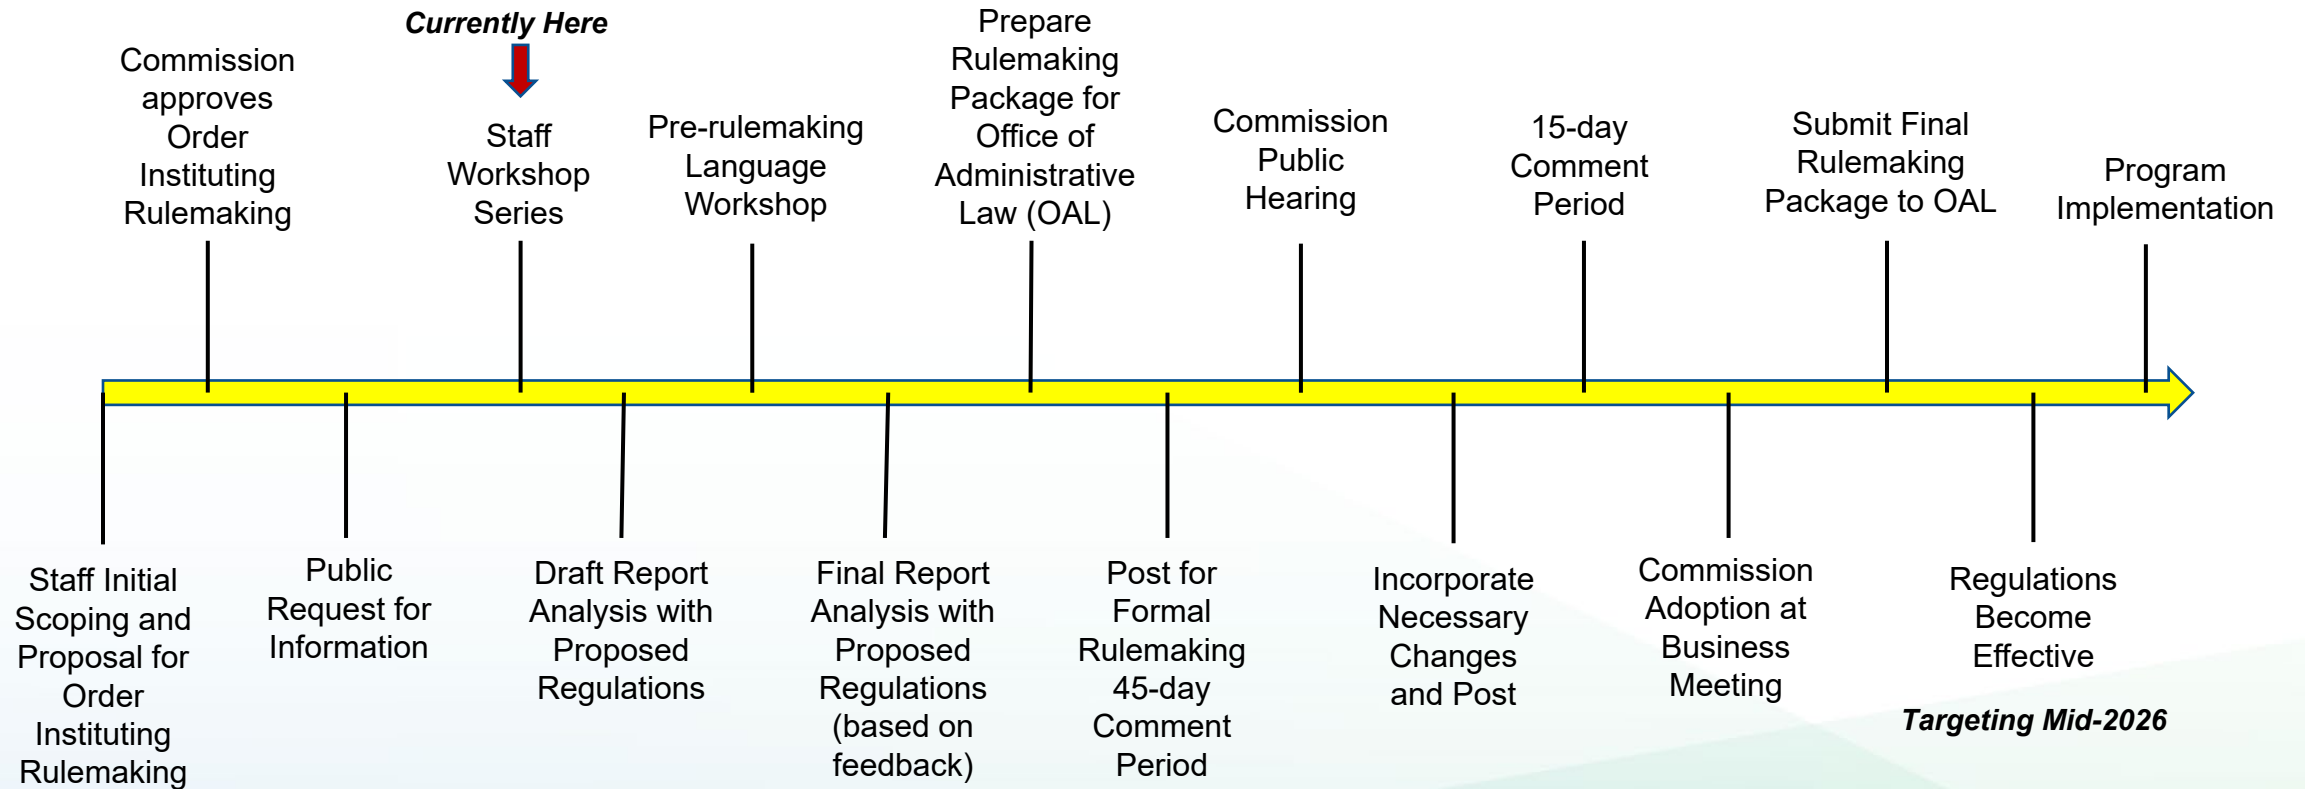 Currently Here
Commission
approves
Order
Instituting
Rulemaking
Staff
Workshop
Series
Pre-rulemaking
Language
Workshop
Prepare
Rulemaking
Package for
Office of
Administrative
Law (OAL)
Commission
Public
Hearing
15-day
Comment
Period
Submit Final
Rulemaking
Package to OAL
Program
Implementation
Staff Initial
Scoping and
Proposal for
Order
Instituting
Rulemaking
Public
Request for
Information
Draft Report
Analysis with
Proposed
Regulations
Final Report
Analysis with
Proposed
Regulations
(based on
feedback)
Post for
Formal
Rulemaking
45-day
Comment
Period
Incorporate
Necessary
Changes
and Post
Commission
Adoption at
Business
Meeting
Regulations
Become
Effective
Targeting Mid-2026